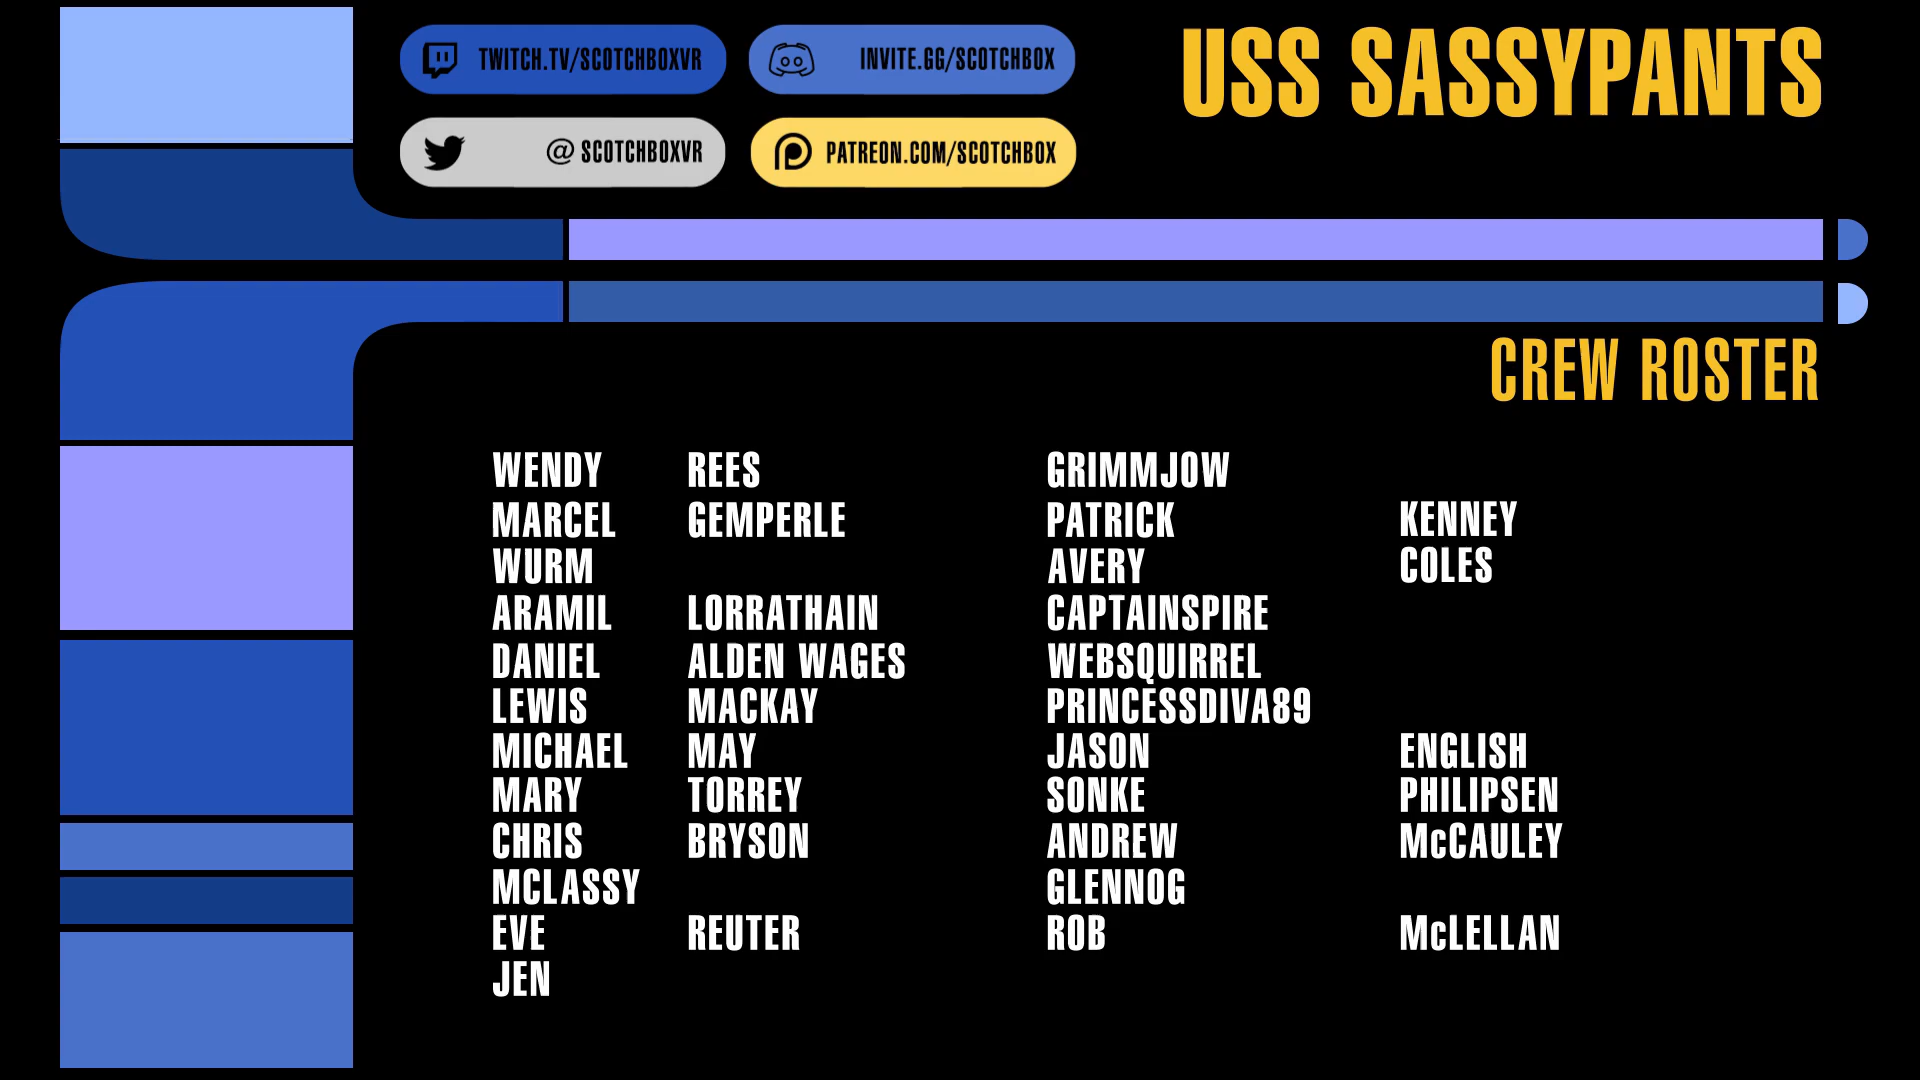 TWITCH.TV/SCOTCHBOXVR INVITE.GG/SCOTCHBOX
@SCOTCHBOXVR PATREON.COM/SCOTCHBOX
USS SASSYPANTS
CREW ROSTER
WENDY REES GRIMMJOW
MARCEL GEMPERLE PATRICK KENNEY
WURM AVERY COLES
ARAMIL LORRATHAIN CAPTAINSPIRE
DANIEL ALDEN WAGES WEBSQUIRREL
LEWIS MACKAY PRINCESSDIVA89
MICHAEL MAY JASON ENGLISH
MARY TORREY SONKE PHILIPSEN
CHRIS BRYSON ANDREW McCAULEY
MCLASSY GLENNOG
EVE REUTER ROB McLELLAN
JEN